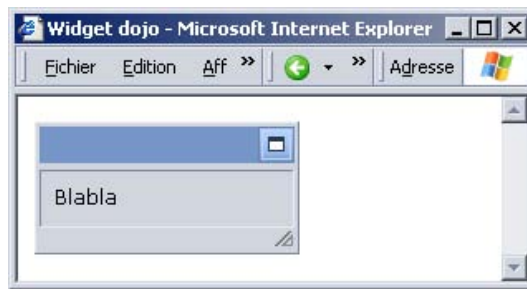 Widget dojo - Microsoft Internet Explorer
Fichier Edition Aff » » Adresse
Blabla